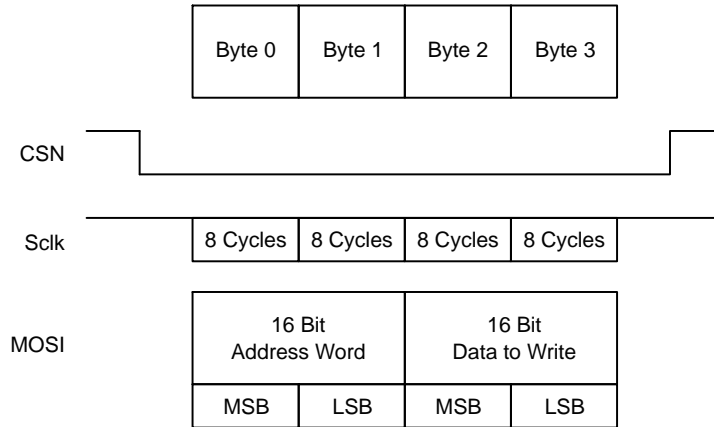 Byte 0 Byte 1 Byte 2 Byte 3
CSN
Sclk 8 Cycles 8 Cycles 8 Cycles 8 Cycles
MOSI
16 Bit
Address Word
16 Bit
Data to Write
MSB LSB MSB LSB